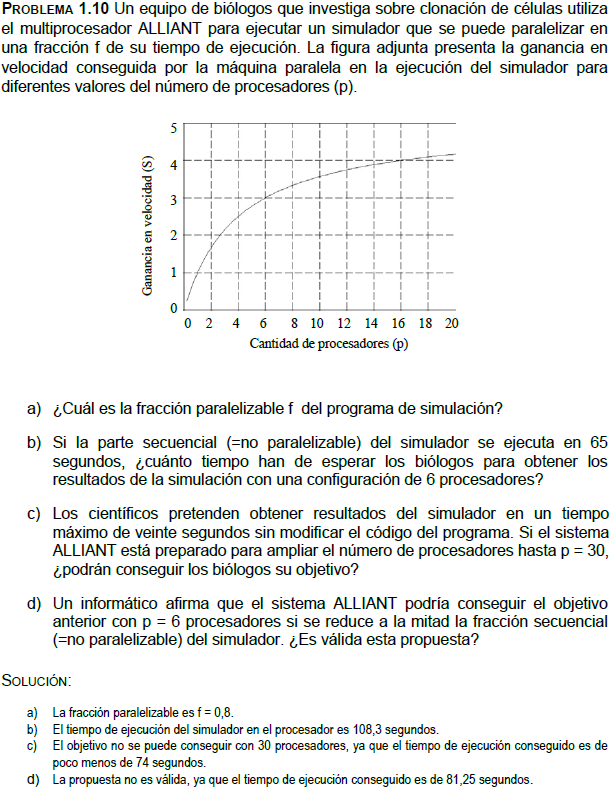 PROBLEMA 1.10 Un equipo de biólogos que investiga sobre clonación de células utiliza
el multiprocesador ALLIANT para ejecutar un simulador que se puede paralelizar en
una fracción f de su tiempo de ejecución. La figura adjunta presenta la ganancia en
velocidad conseguida por la máquina paralela en la ejecución del simulador para
diferentes valores del número de procesadores (p).
Ganancia en velocidad (S)
5
4
3
2
1
0
0 2 4 6 8 10 12 14 16 18 20
Cantidad de procesadores (p)
a) ¿Cuál es la fracción paralelizable f del programa de simulación?
b) Si la parte secuencial (=no paralelizable) del simulador se ejecuta en 65
segundos, ¿cuánto tiempo han de esperar los biólogos para obtener los
resultados de la simulación con una configuración de 6 procesadores?
c) Los científicos pretenden obtener resultados del simulador en un tiempo
máximo de veinte segundos sin modificar el código del programa. Si el sistema
ALLIANT está preparado para ampliar el número de procesadores hasta p = 30,
¿podrán conseguir los biólogos su objetivo?
d) Un informático afirma que el sistema ALLIANT podría conseguir el objetivo
anterior con p = 6 procesadores si se reduce a la mitad la fracción secuencial
(=no paralelizable) del simulador. ¿Es válida esta propuesta?
SOLUCIÓN:
a) La fracción paralelizable es f = 0,8.
b) El tiempo de ejecución del simulador en el procesador es 108,3 segundos.
c) El objetivo no se puede conseguir con 30 procesadores, ya que el tiempo de ejecución conseguido es de
poco menos de 74 segundos.
d) La propuesta no es válida, ya que el tiempo de ejecución conseguido es de 81,25 segundos.